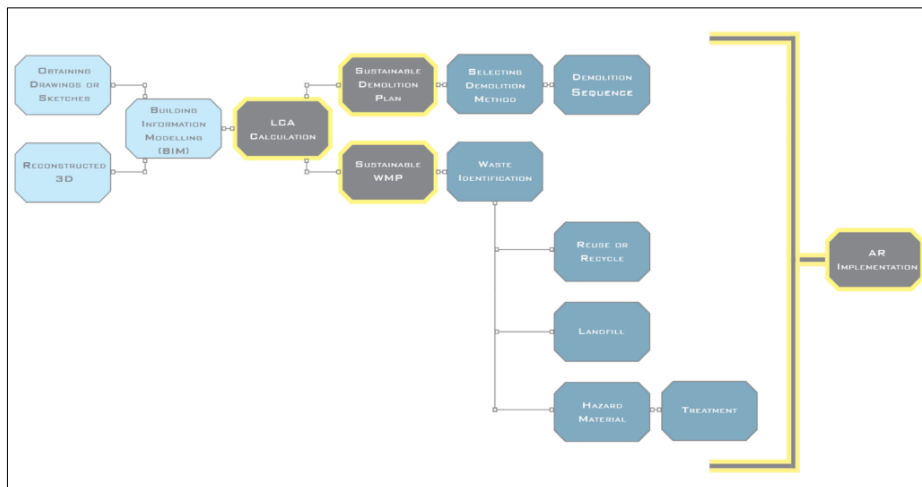 Obtaining
Drawings or
Sketches
Reconstructed
3D
Building
Information
Modelling
(BIM)
LCA
Calculation
Sustainable
Demolition
Plan
Selecting
Demolition
Method
Demolition
Sequence
Sustainable
WMP
Waste
Identification
Reuse or
Recycle
Landfill
Hazard
Material
Treatment
AR
Implementation